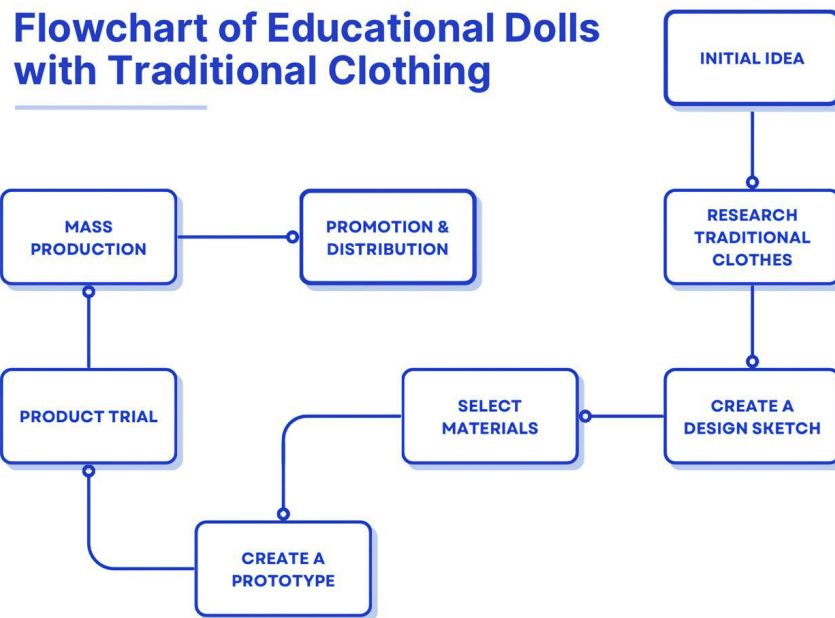 Flowchart of Educational Dolls
with Traditional Clothing
INITIAL IDEA
RESEARCH
TRADITIONAL
CLOTHES
CREATE A
DESIGN SKETCH
SELECT
MATERIALS
CREATE A
PROTOTYPE
PRODUCT TRIAL
MASS
PRODUCTION
PROMOTION &
DISTRIBUTION